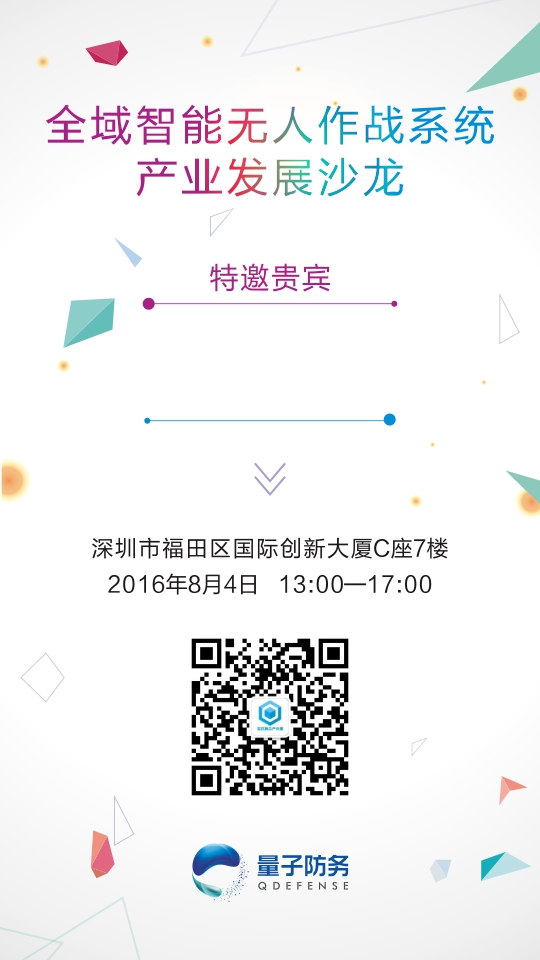 全域智能无人作战系统
产业发展沙龙
特邀贵宾
深圳市福田区国际创新大厦C座7楼
2016年8月4日 13:00—17:00
量子防务
QDEFENSE